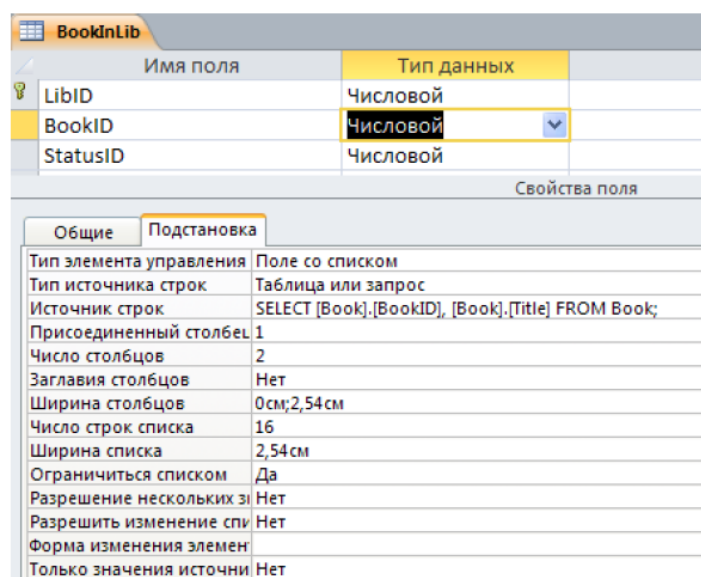 BookInLib
Имя поля Тип данных
LibID Числовой
BookID Числовой
StatusID Числовой
Свойства поля
Общие Подстановка
Тип элемента управления Поле со списком
Тип источника строк Таблица или запрос
Источник строк SELECT [Book].[BookID], [Book].[Title] FROM Book;
Присоединенный столбец 1
Число столбцов 2
Заглавия столбцов Нет
Ширина столбцов 0см;2,54см
Число строк списка 16
Ширина списка 2,54см
Ограничиться списком Да
Разрешение нескольких з Нет
Разрешить изменение спи Нет
Форма изменения элемен
Только значения источни Нет